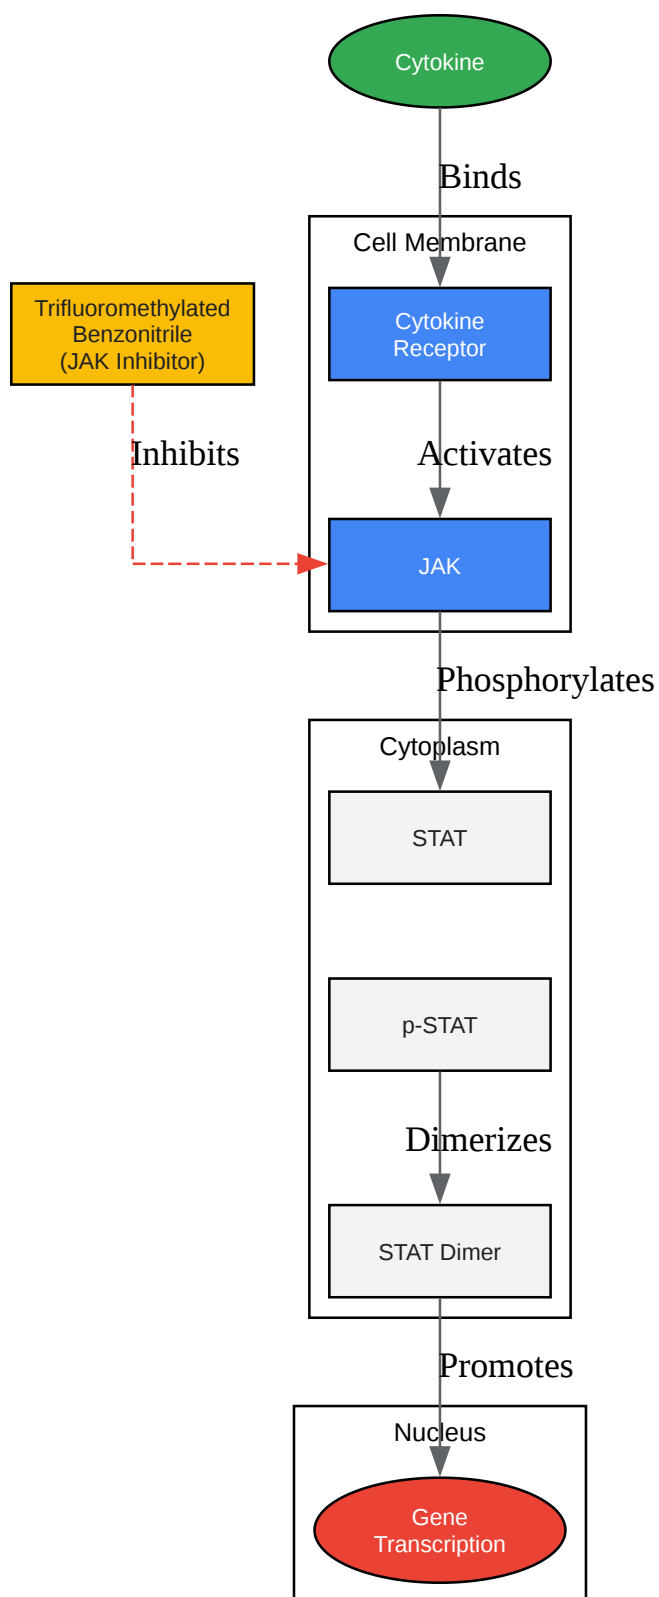 Cytokine
Binds
Cell Membrane
Cytokine
Receptor
Trifluoromethylated
Benzonitrile
(JAK Inhibitor)
Inhibits
Activates
JAK
Phosphorylates
Cytoplasm
STAT
p-STAT
Dimerizes
STAT Dimer
Promotes
Nucleus
Gene
Transcription